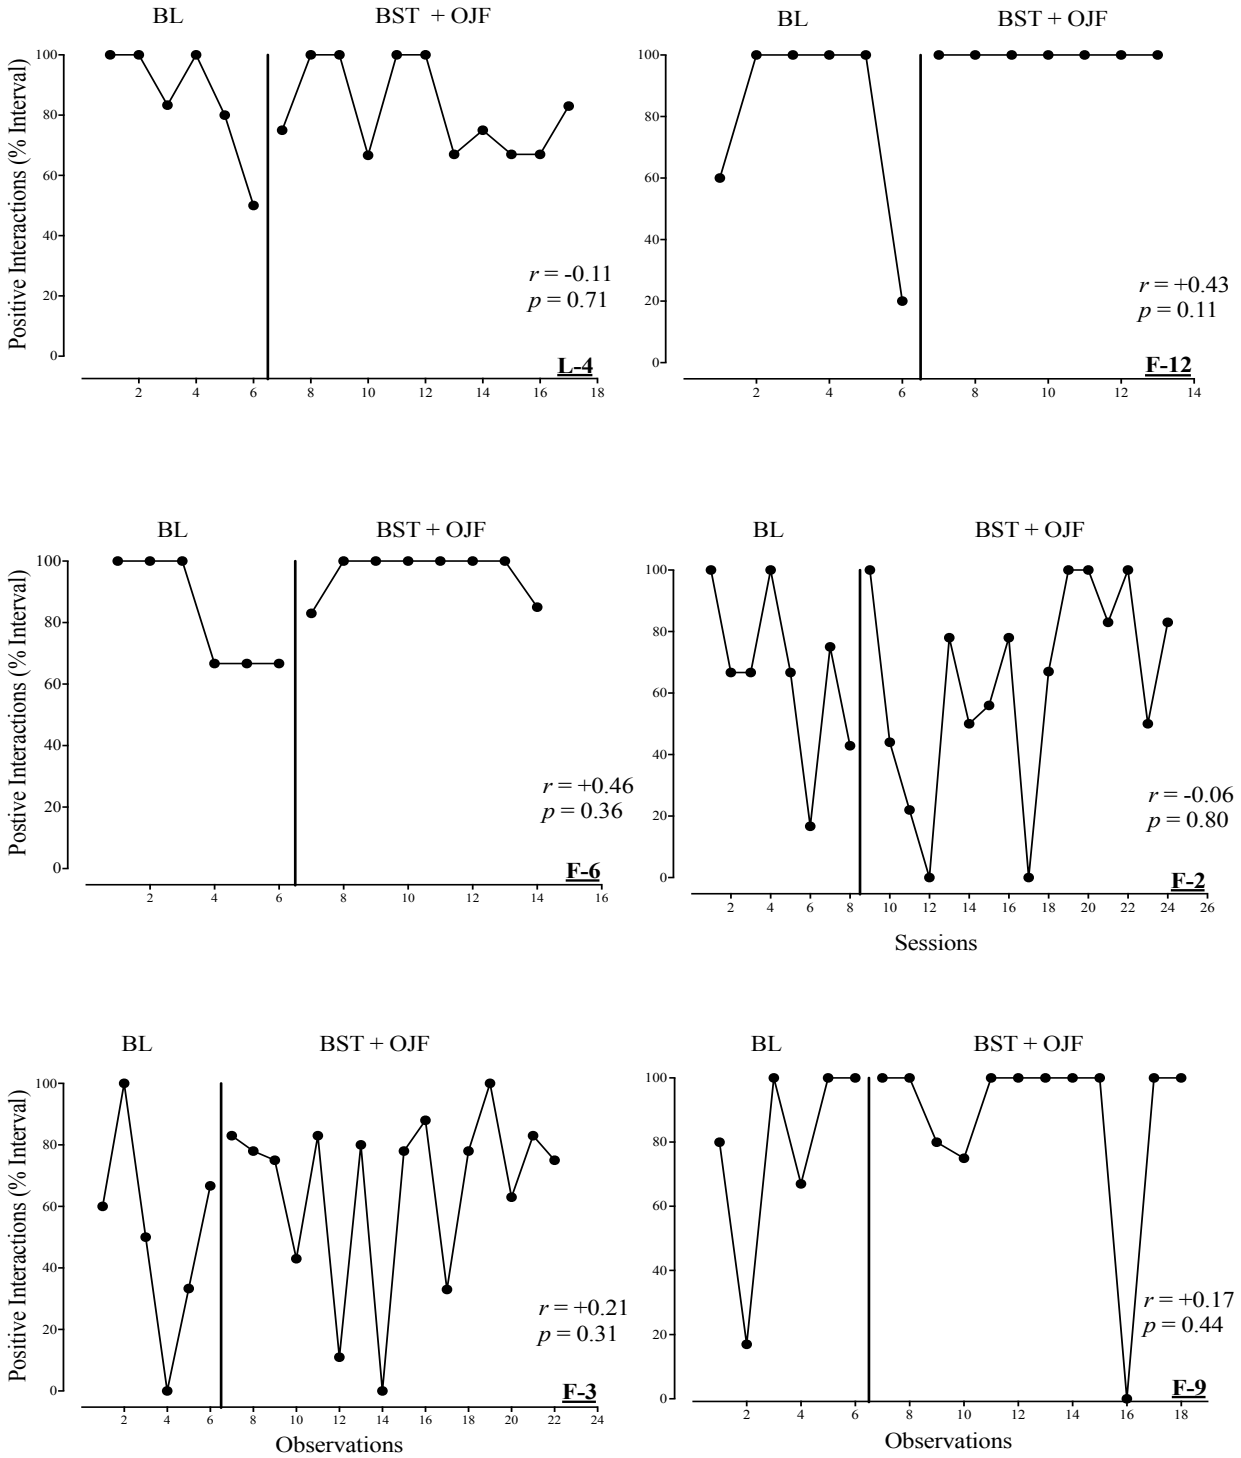 BL BST + OJF
Positive Interactions (% Interval)
100
80
60
40
20
0
r = -0.11
p = 0.71
L-4
2 4 6 8 10 12 14 16 18
BL BST + OJF
100
80
60
40
20
0
r = +0.43
p = 0.11
F-12
2 4 6 8 10 12 14
BL BST + OJF
Postive Interactions (% Interval)
100
80
60
40
20
0
r = +0.46
p = 0.36
F-6
2 4 6 8 10 12 14 16
BL BST + OJF
100
80
60
40
20
0
r = -0.06
p = 0.80
F-2
2 4 6 8 10 12 14 16 18 20 22 24 26
Sessions
BL BST + OJF
Positive Interactions (% Interval)
100
80
60
40
20
0
r = +0.21
p = 0.31
F-3
2 4 6 8 10 12 14 16 18 20 22 24
Observations
BL BST + OJF
100
80
60
40
20
0
r = +0.17
p = 0.44
F-9
2 4 6 8 10 12 14 16 18
Observations